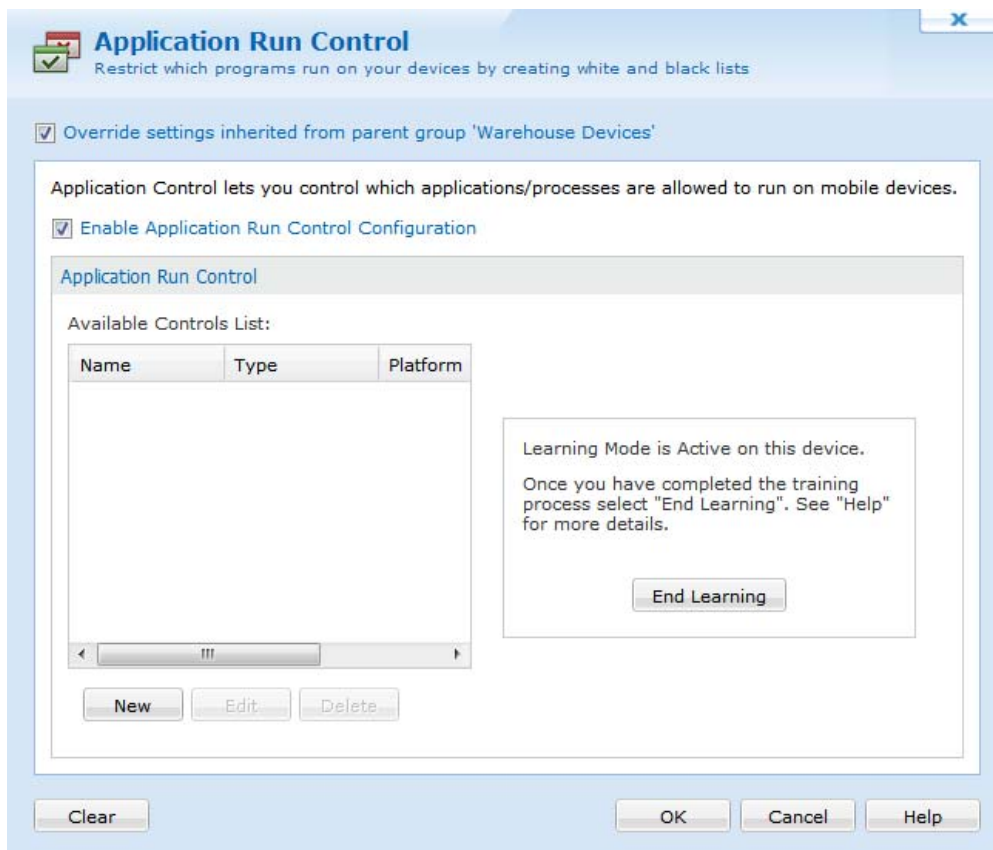 Application Run Control
Restrict which programs run on your devices by creating white and black lists
x
Override settings inherited from parent group 'Warehouse Devices'
Application Control lets you control which applications/processes are allowed to run on mobile devices.
Enable Application Run Control Configuration
Application Run Control
Available Controls List:
Name Type Platform
Learning Mode is Active on this device.
Once you have completed the training
process select "End Learning". See "Help"
for more details.
End Learning
New Edit Delete
Clear OK Cancel Help